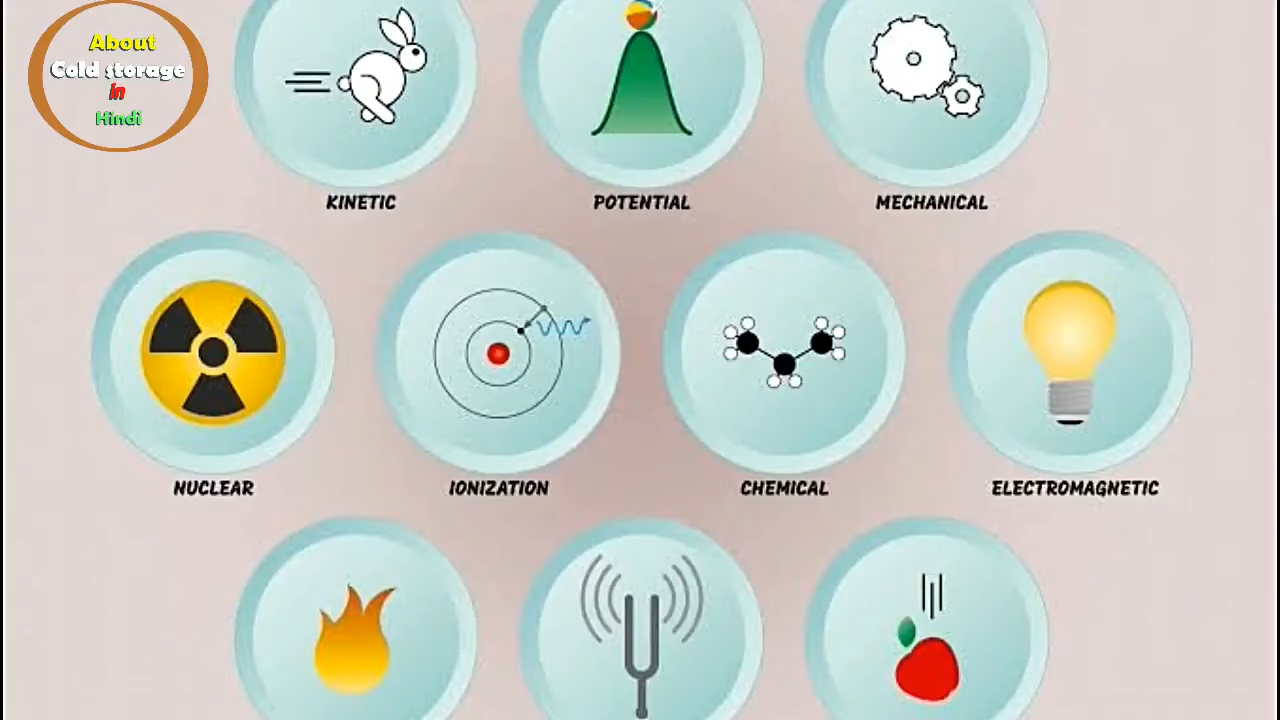 About
Cold storage
in
Hindi
KINETIC
POTENTIAL
MECHANICAL
NUCLEAR
IONIZATION
CHEMICAL
ELECTROMAGNETIC